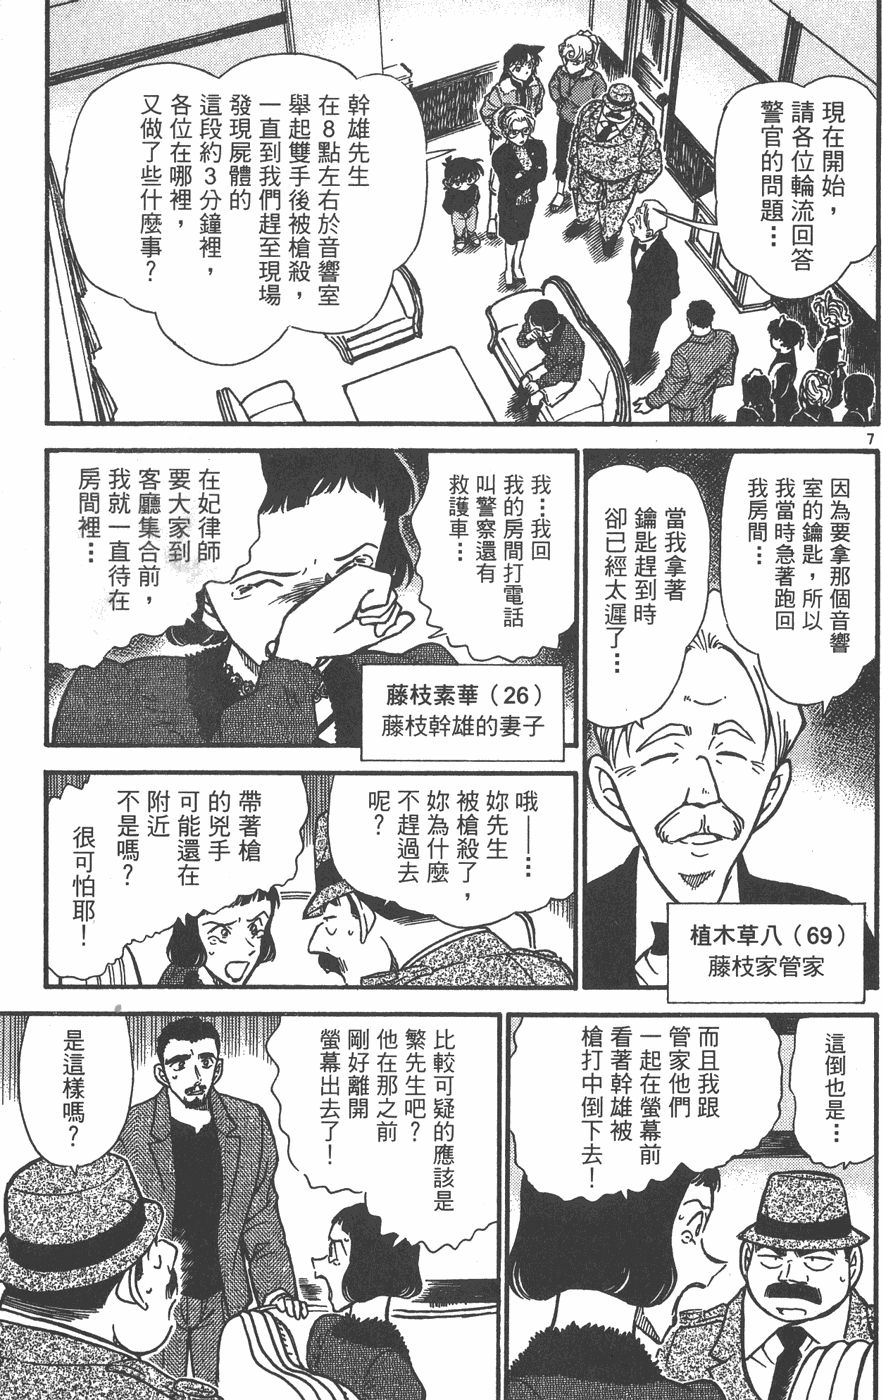 現在開始，
請各位輪流回答
警官的問題…
幹雄先生
在8點左右於音響室
舉起雙手後被槍殺，
一直到我們趕至現場
發現屍體的
這段約3分鐘裡，
各位在哪裡，
又做了些什麼事？
7
因為要拿那個音響
室的鑰匙，所以
我當時急著跑回
我房間…
當我拿著
鑰匙趕到時
卻已經太遲了…
植木草八（69）
藤枝家管家
我…我回
我的房間打電話
叫警察還有
救護車…
在妃律師
要大家到
客廳集合前，
我就一直待在
房間裡…
藤枝素華（26）
藤枝幹雄的妻子
哦——…
妳先生
被槍殺了，
妳為什麼
不趕過去
呢？
帶著槍
的兇手
可能還在
附近
不是嗎？
很可怕耶！
這倒也是…
而且我跟
管家他們
一起在螢幕前
看著幹雄被
槍打中倒下去！
比較可疑的應該是
繁先生吧？
他在那之前
剛好離開
螢幕出去了！
是這樣嗎？